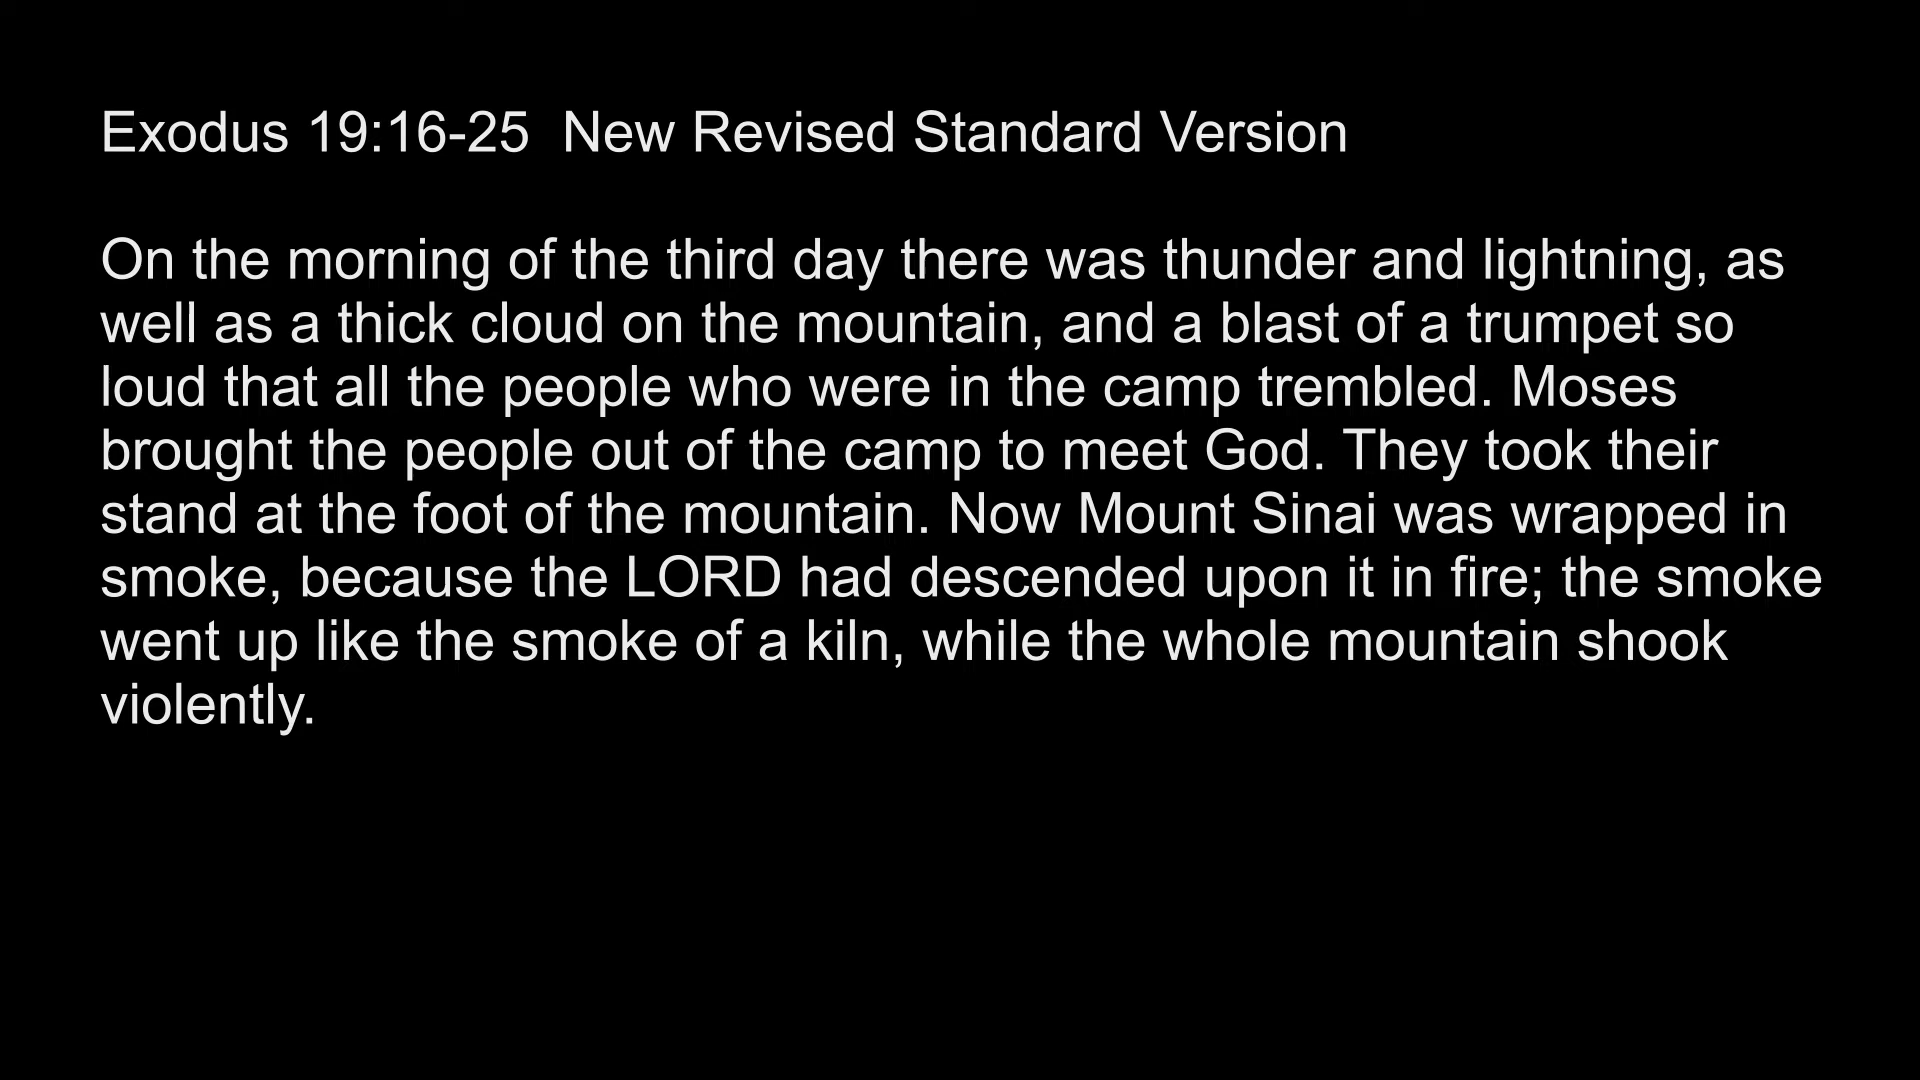 Exodus 19:16-25  New Revised Standard Version
On the morning of the third day there was thunder and lightning, as
well as a thick cloud on the mountain, and a blast of a trumpet so
loud that all the people who were in the camp trembled. Moses
brought the people out of the camp to meet God. They took their
stand at the foot of the mountain. Now Mount Sinai was wrapped in
smoke, because the LORD had descended upon it in fire; the smoke
went up like the smoke of a kiln, while the whole mountain shook
violently.